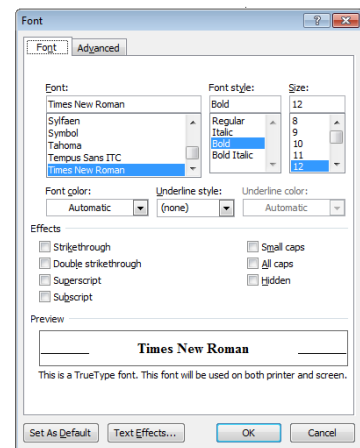 Font
Font Advanced
Font: Font style: Size:
Times New Roman Bold 12
Sylfaen Regular 8
Symbol Italic 9
Tahoma Bold 10
Tempus Sans ITC Bold Italic 11
Times New Roman 12
Font color: Underline style: Underline color:
Automatic (none) Automatic
Effects
Strikethrough Small caps
Double strikethrough All caps
Superscript Hidden
Subscript
Preview
Times New Roman
This is a TrueType font. This font will be used on both printer and screen.
Set As Default Text Effects... OK Cancel